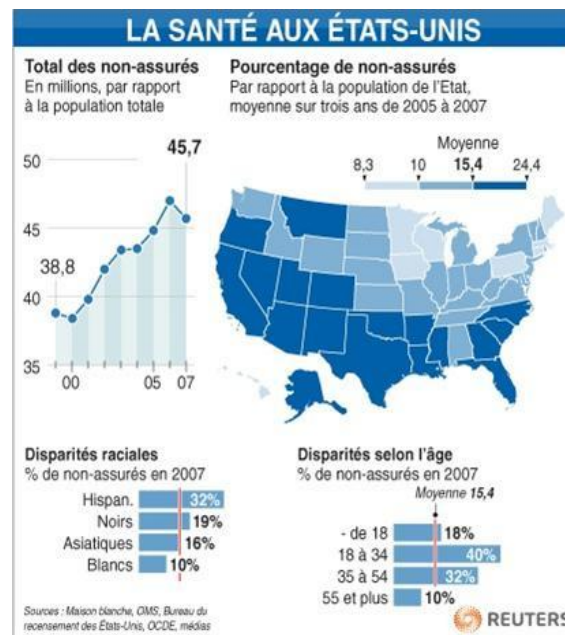 LA SANTÉ AUX ÉTATS-UNIS
Total des non-assurés
En millions, par rapport
à la population totale
50
45,7
45
38,8
40
35
00
05
07
Pourcentage de non-assurés
Par rapport à la population de l'Etat,
moyenne sur trois ans de 2005 à 2007
Moyenne
8,3 10 15,4 24,4
Disparités raciales
% de non-assurés en 2007
Hispan. 32%
Noirs 19%
Asiatiques 16%
Blancs 10%
Disparités selon l'âge
% de non-assurés en 2007
Moyenne 15,4
- de 18 18%
18 à 34 40%
35 à 54 32%
55 et plus 10%
Sources : Maison blanche, OMS, Bureau du
recensement des États-Unis, OCDE, médias
REUTERS